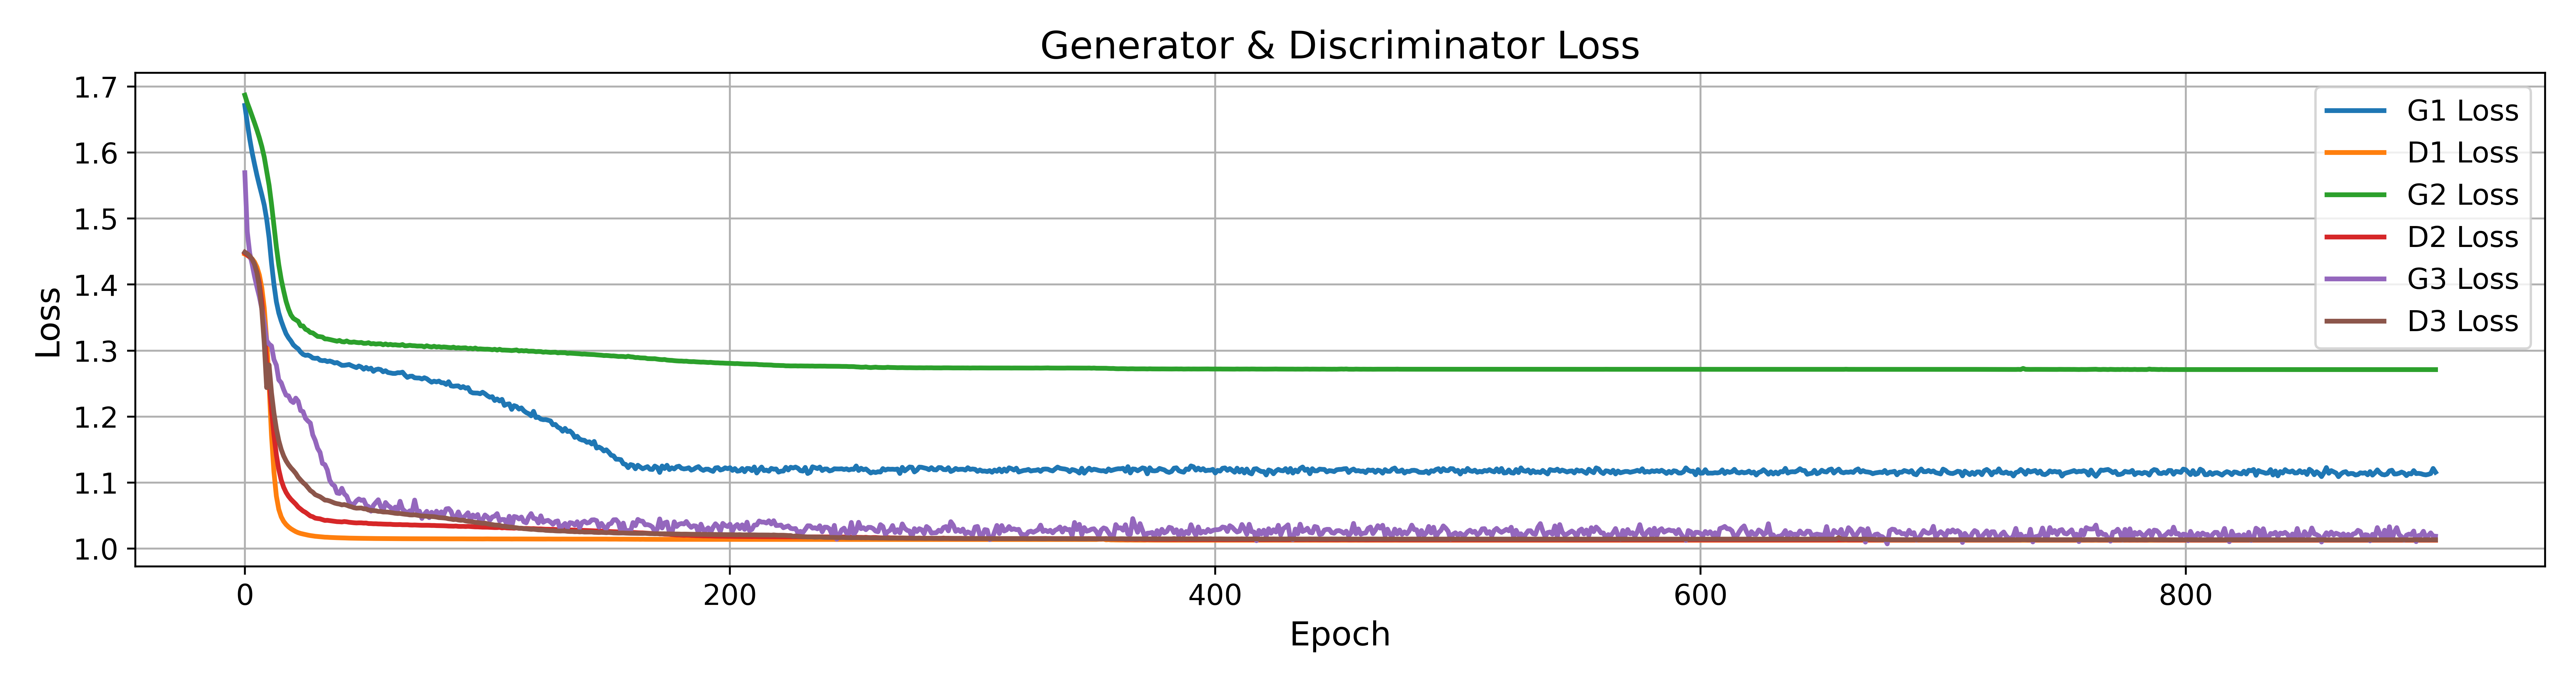 Generator & Discriminator Loss
1.7
1.6
1.5
1.4
1.3
1.2
1.1
1.0
Loss
G1 Loss
D1 Loss
G2 Loss
D2 Loss
G3 Loss
D3 Loss
0 200 400 600 800
Epoch